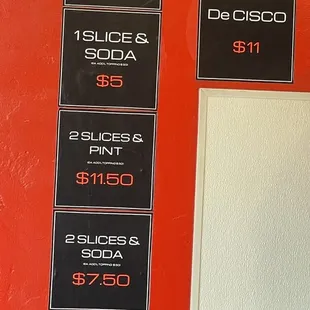 1 SLICE &
SODA
$5
2 SLICES &
PINT
$11.50
2 SLICES &
SODA
$7.50
De CISCO
$11